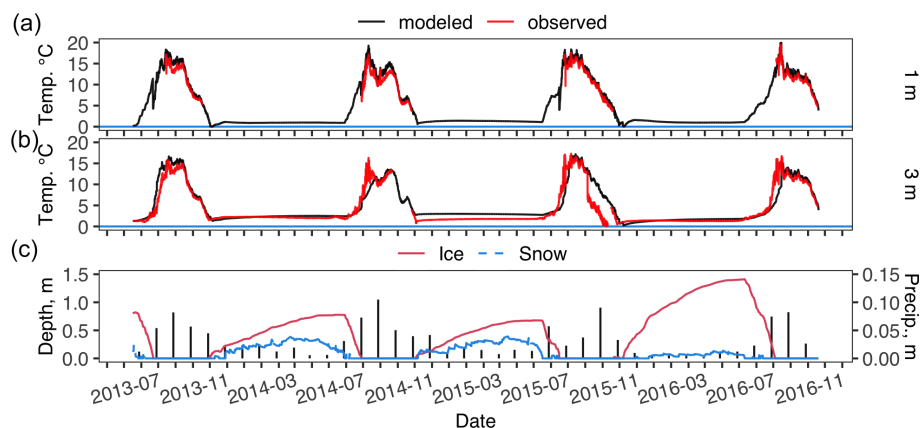 (a)
modeled observed
20
15
10
5
0
Temp. °C
1 m
(b)
20
15
10
5
0
Temp. °C
3 m
(c)
Ice Snow
1.5
1.0
0.5
0.0
Depth, m
0.15
0.10
0.05
0.00
Precip., m
2013-07 2013-11 2014-03 2014-07 2014-11 2015-03 2015-07 2015-11 2016-03 2016-07 2016-11
Date